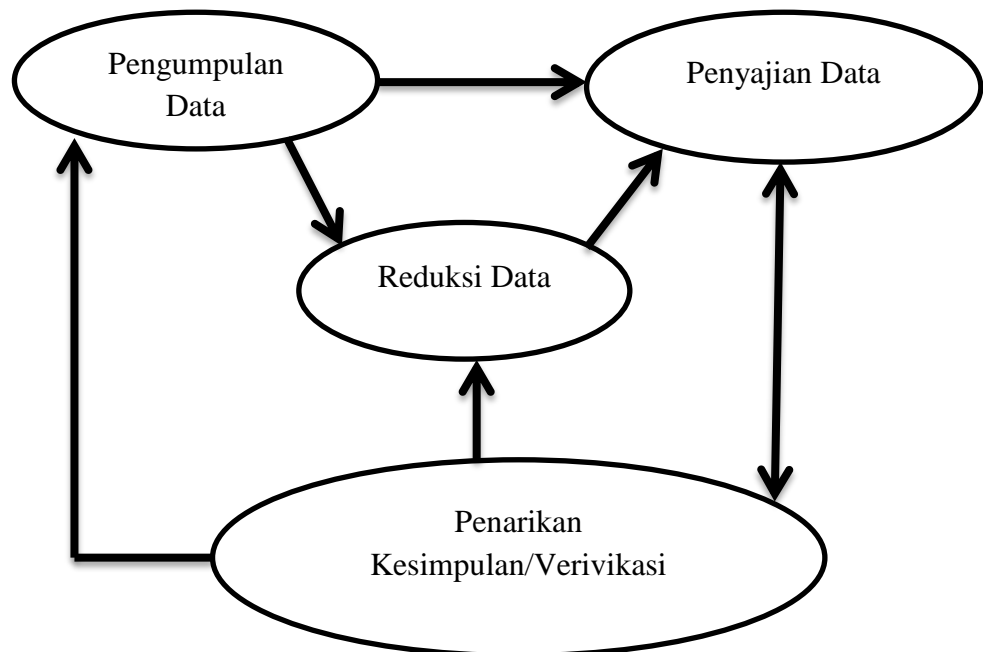 Pengumpulan
Data
Penyajian Data
Reduksi Data
Penarikan
Kesimpulan/Verivikasi